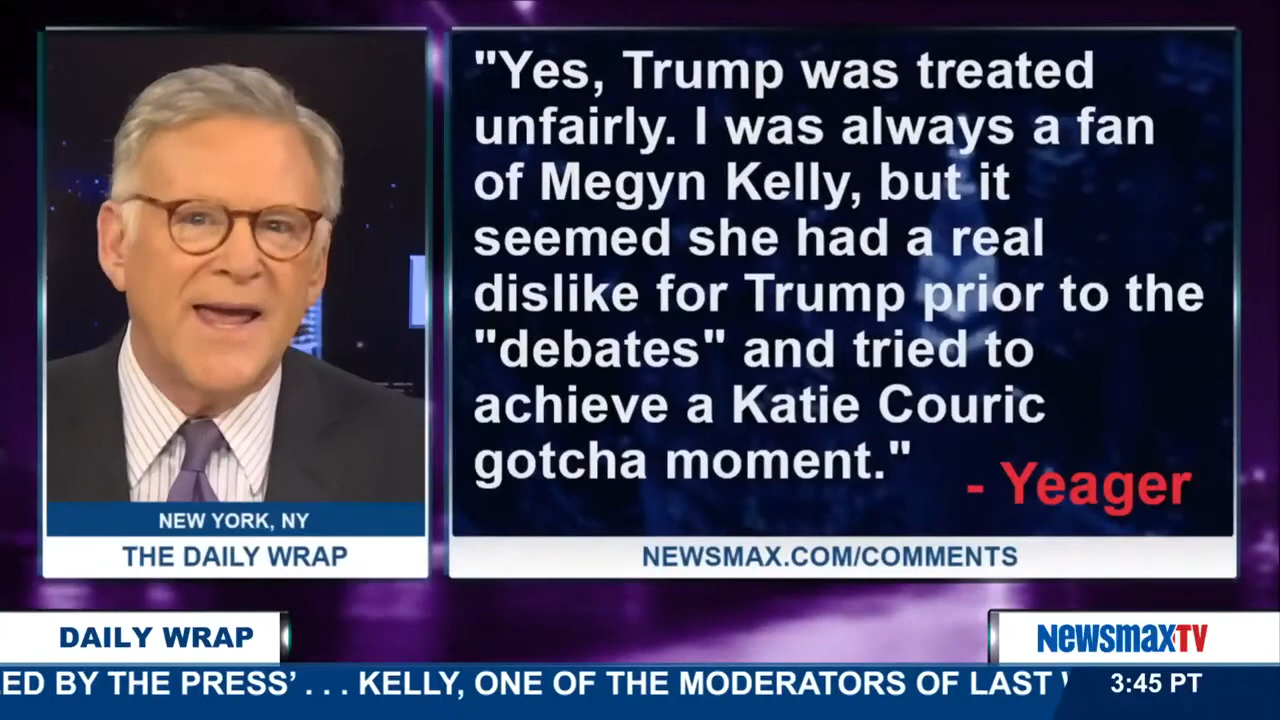 "Yes, Trump was treated
unfairly. I was always a fan
of Megyn Kelly, but it
seemed she had a real
dislike for Trump prior to the
"debates" and tried to
achieve a Katie Couric
gotcha moment."
- Yeager
NEW YORK, NY
THE DAILY WRAP
NEWSMAX.COM/COMMENTS
DAILY WRAP
NEWSMAXTV
ED BY THE PRESS' . . . KELLY, ONE OF THE MODERATORS OF LAST
3:45 PT